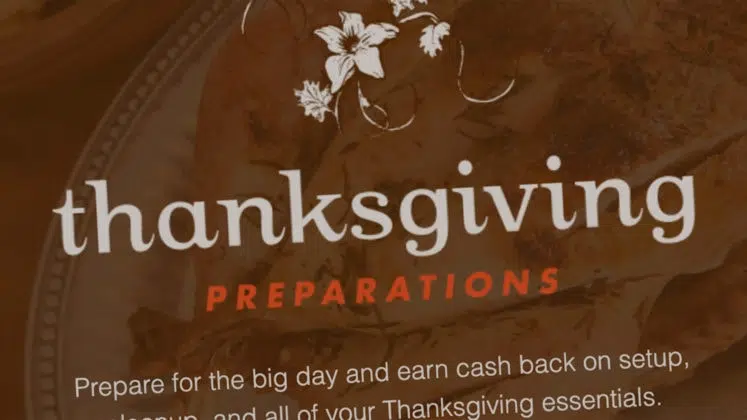 thanksgiving
PREPARATIONS
Prepare for the big day and earn cash back on setup,
cleanup, and all of your Thanksgiving essentials.